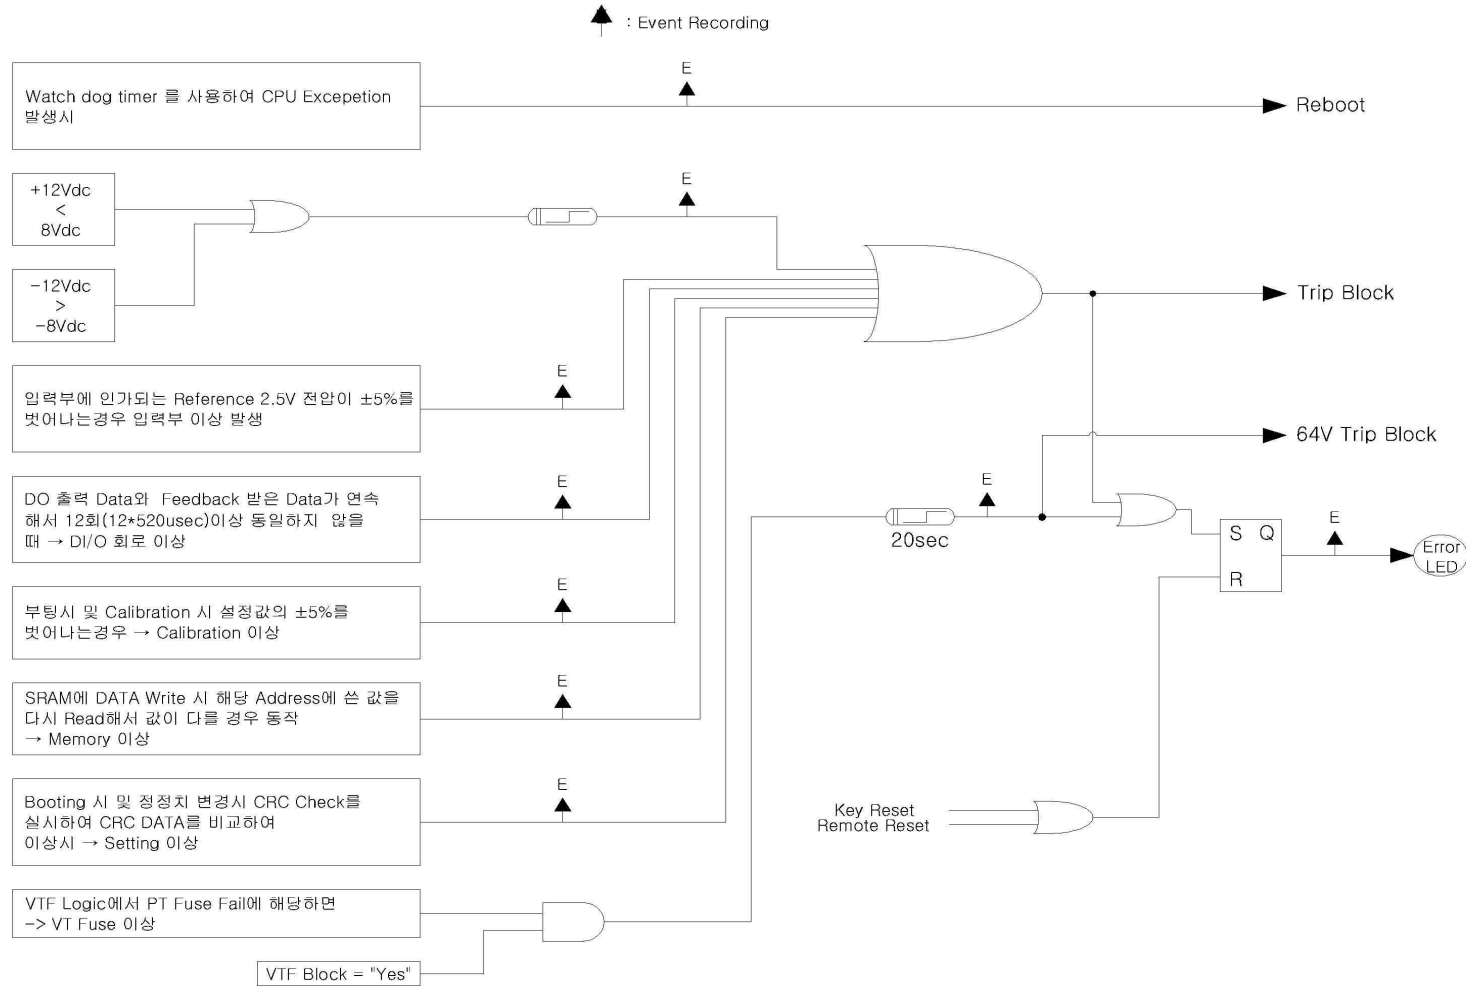 : Event Recording
E
Watch dog timer 를 사용하여 CPU Excepetion
발생시
Reboot
E
+12Vdc
<
8Vdc
-12Vdc
>
-8Vdc
Trip Block
E
입력부에 인가되는 Reference 2.5V 전압이 ±5%를
벗어나는경우 입력부 이상 발생
64V Trip Block
E
DO 출력 Data와 Feedback 받은 Data가 연속
해서 12회(12*520usec)이상 동일하지 않을
때 → DI/O 회로 이상
E
20sec
S Q
R
E
Error
LED
E
부팅시 및 Calibration 시 설정값의 ±5%를
벗어나는경우 → Calibration 이상
E
SRAM에 DATA Write 시 해당 Address에 쓴 값을
다시 Read해서 값이 다를 경우 동작
→ Memory 이상
E
Booting 시 및 정정치 변경시 CRC Check를
실시하여 CRC DATA를 비교하여
이상시 → Setting 이상
Key Reset
Remote Reset
VTF Logic에서 PT Fuse Fail에 해당하면
-> VT Fuse 이상
VTF Block = "Yes"